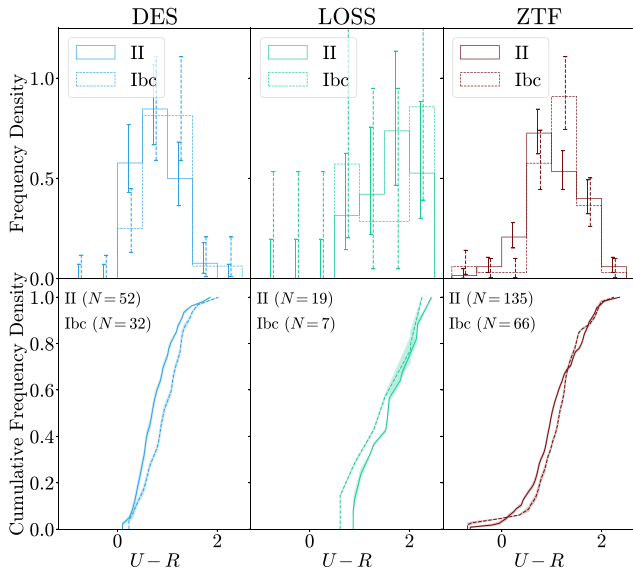 DES LOSS ZTF
II II II
Ibc Ibc Ibc
Frequency Density
1.0
0.5
0.0
II (N = 52) II (N = 19) II (N = 135)
Ibc (N = 32) Ibc (N = 7) Ibc (N = 66)
Cumulative Frequency Density
1.0
0.8
0.6
0.4
0.2
0.0
0 2 0 2 0 2
U − R U − R U − R